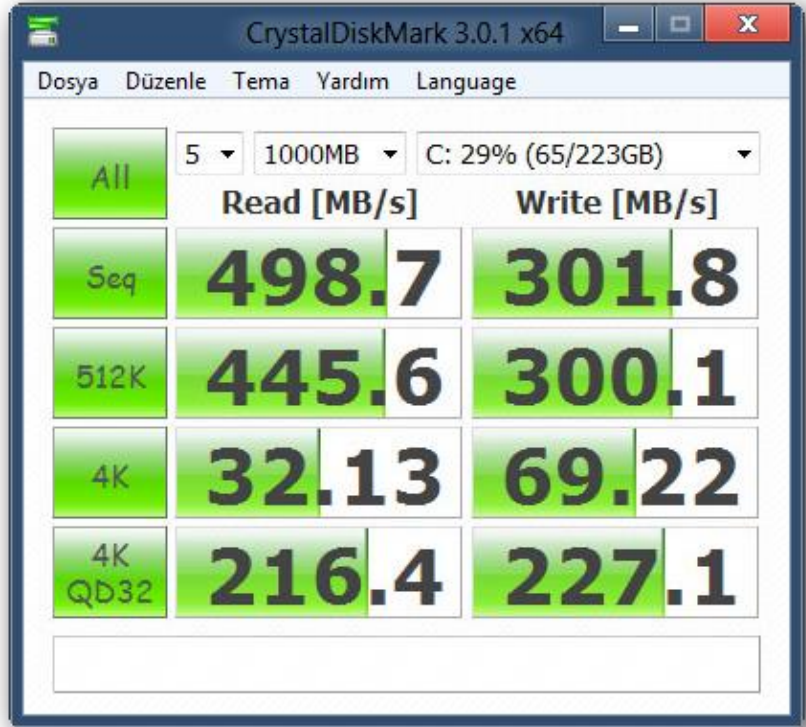 CrystalDiskMark 3.0.1 x64
Dosya Düzenle Tema Yardım Language
All 5 1000MB C: 29% (65/223GB)
Read [MB/s] Write [MB/s]
Seq 498.7 301.8
512K 445.6 300.1
4K 32.13 69.22
4K QD32 216.4 227.1